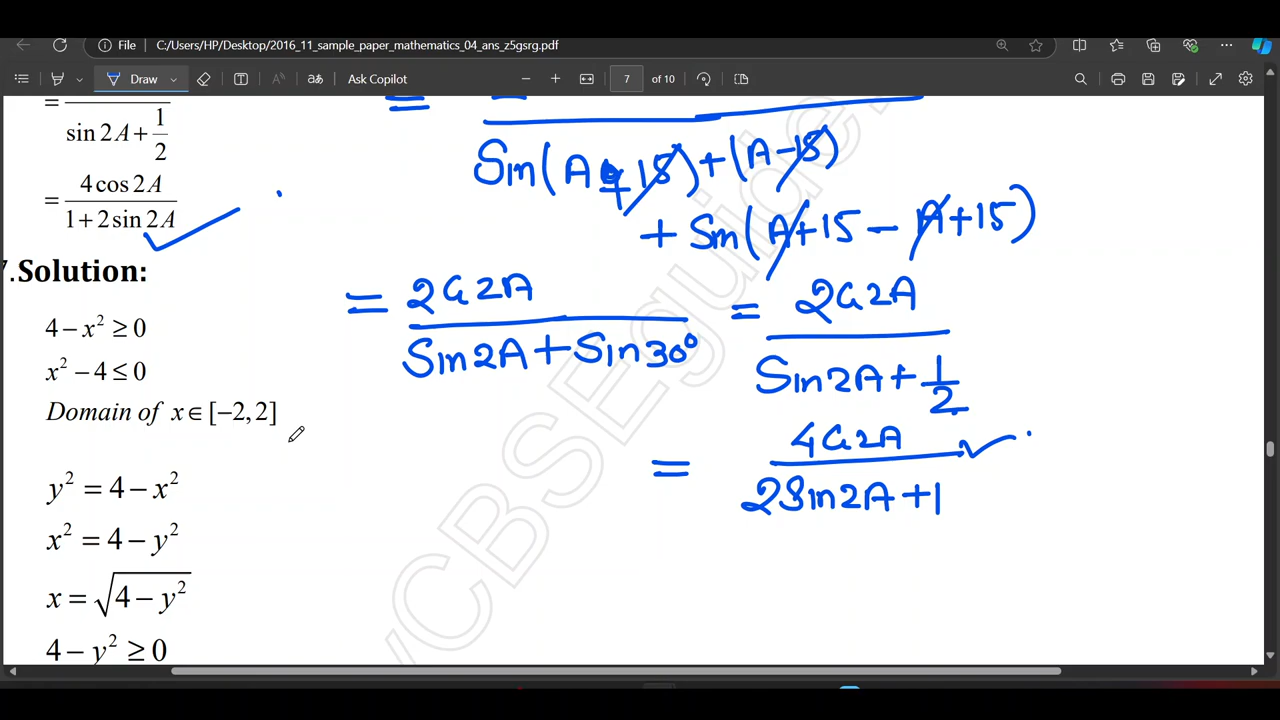 File C:/Users/HP/Desktop/2016_11_sample_paper_mathematics_04_ans_z5gsrg.pdf
Draw Ask Copilot 7 of 10
=
sin 2A + 1/2
= 4 cos 2A / 1 + 2 sin 2A
7.Solution:
4 − x² ≥ 0
x² − 4 ≤ 0
Domain of x ∈ [−2, 2]
y² = 4 − x²
x² = 4 − y²
x = √(4 − y²)
4 − y² ≥ 0
=
Sin(A+15)+(A−15)
+ Sin(A+15 − A+15)
= 2C2A / Sin2A + Sin30° = 2C2A / Sin2A + 1/2
= 4C2A / 2Sin2A + 1
CBSEguide